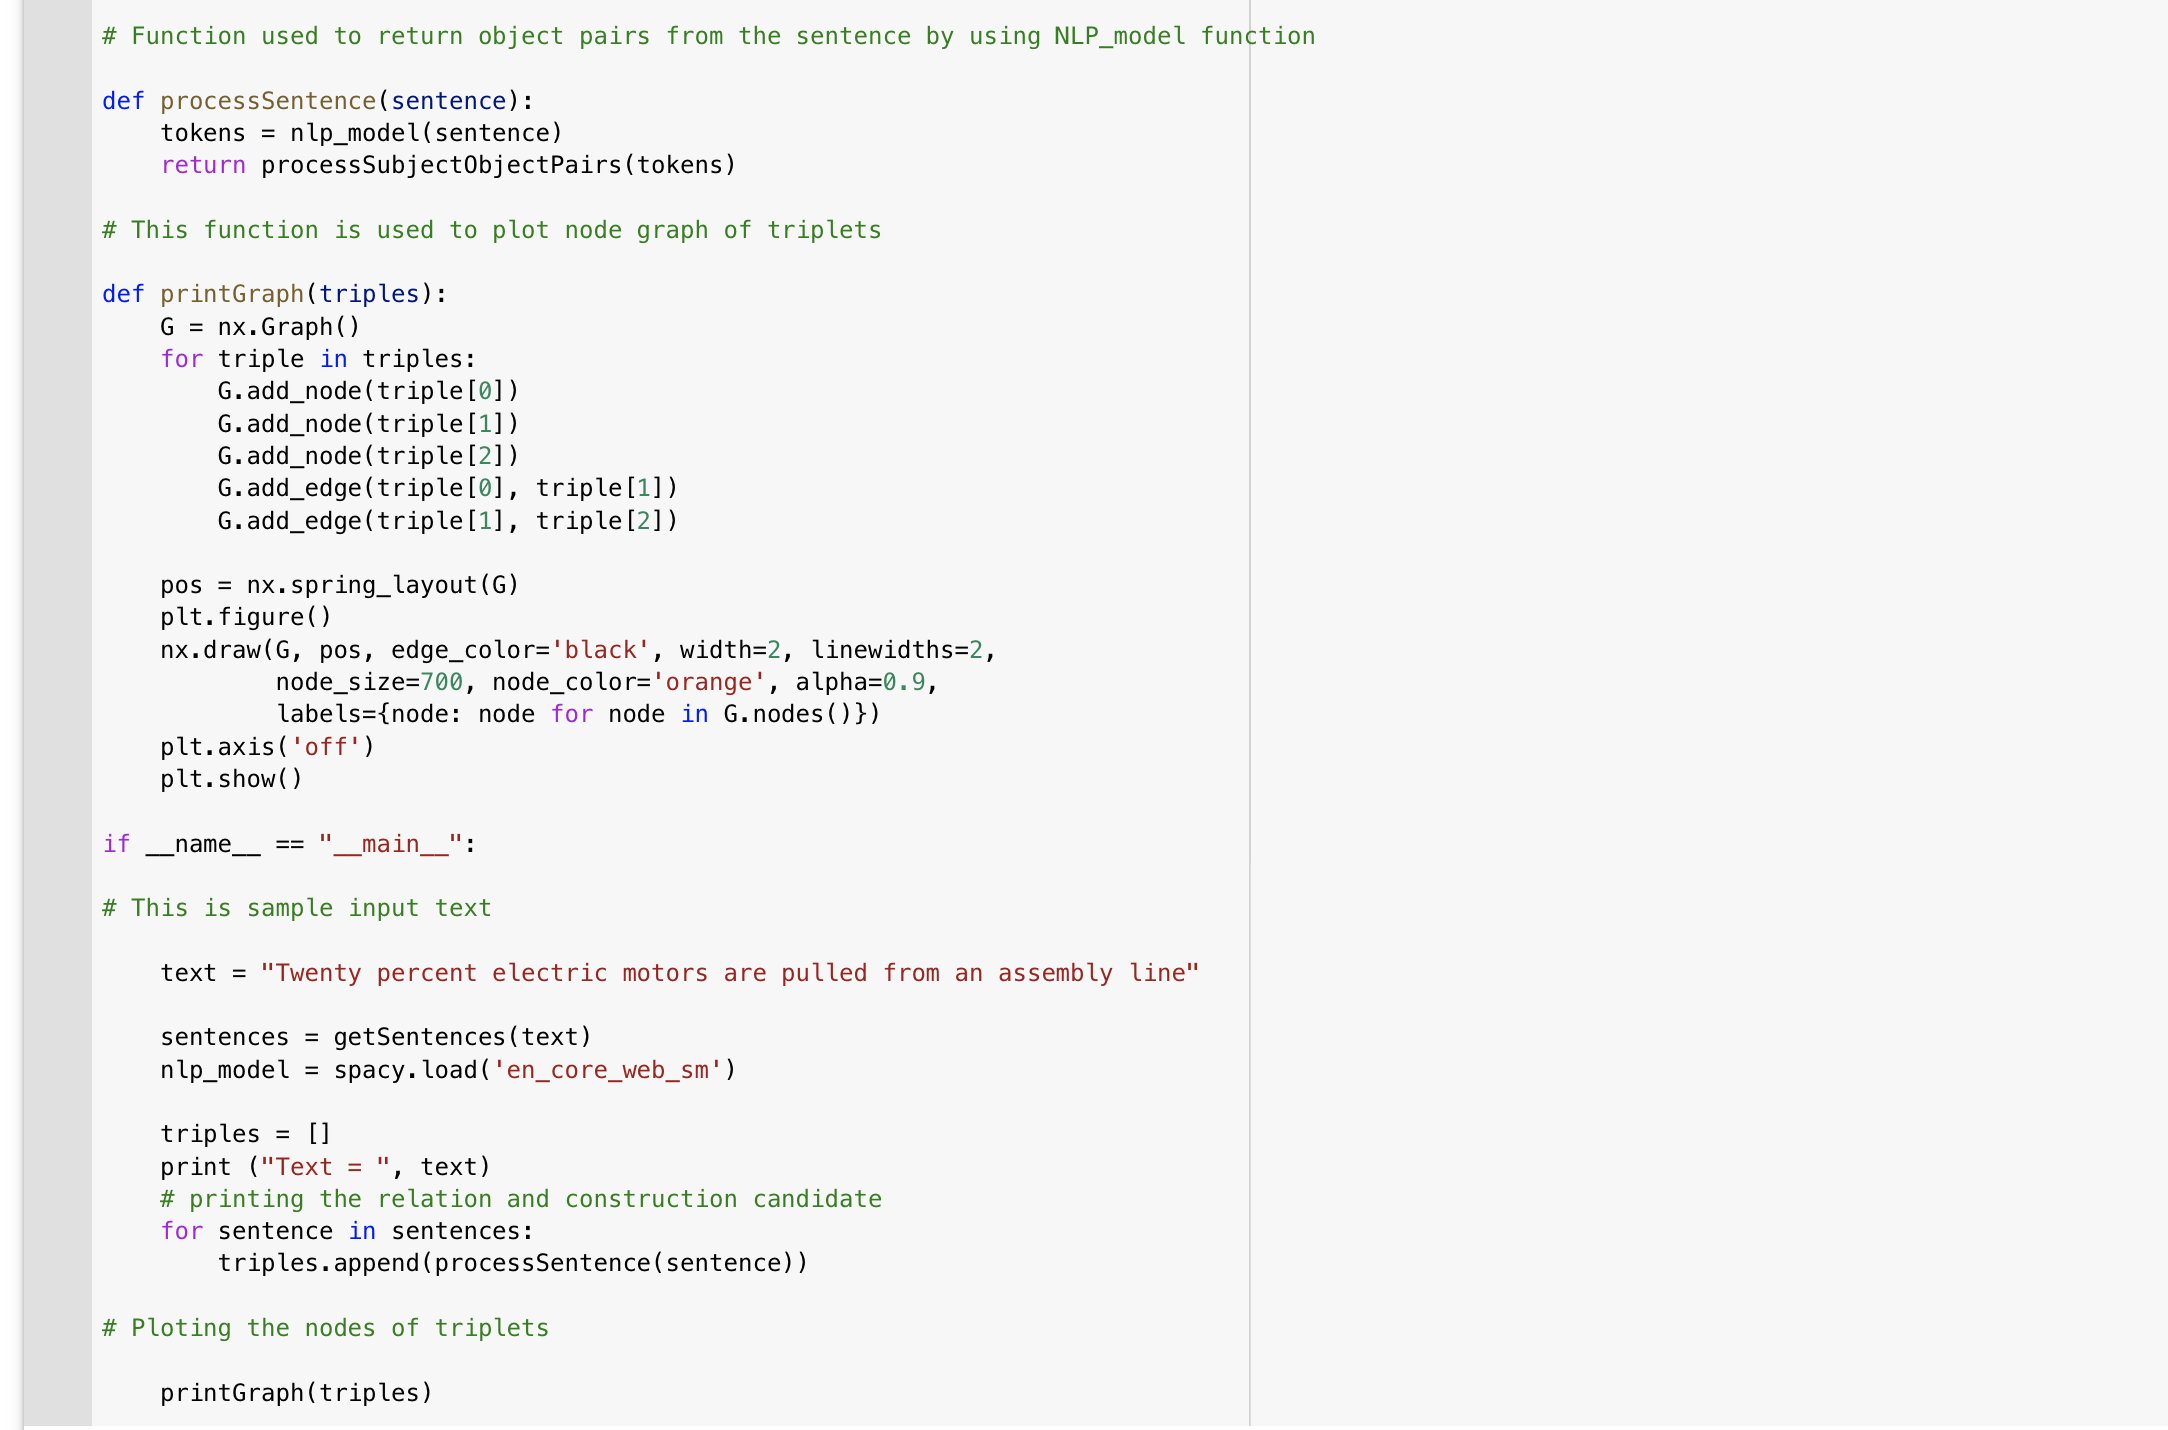 # Function used to return object pairs from the sentence by using NLP_model function
def processSentence(sentence):
    tokens = nlp_model(sentence)
    return processSubjectObjectPairs(tokens)
# This function is used to plot node graph of triplets
def printGraph(triples):
    G = nx.Graph()
    for triple in triples:
        G.add_node(triple[0])
        G.add_node(triple[1])
        G.add_node(triple[2])
        G.add_edge(triple[0], triple[1])
        G.add_edge(triple[1], triple[2])
    pos = nx.spring_layout(G)
    plt.figure()
    nx.draw(G, pos, edge_color='black', width=2, linewidths=2,
            node_size=700, node_color='orange', alpha=0.9,
            labels={node: node for node in G.nodes()})
    plt.axis('off')
    plt.show()
if __name__ == "__main__":
# This is sample input text
    text = "Twenty percent electric motors are pulled from an assembly line"
    sentences = getSentences(text)
    nlp_model = spacy.load('en_core_web_sm')
    triples = []
    print ("Text = ", text)
    # printing the relation and construction candidate
    for sentence in sentences:
        triples.append(processSentence(sentence))
# Ploting the nodes of triplets
    printGraph(triples)